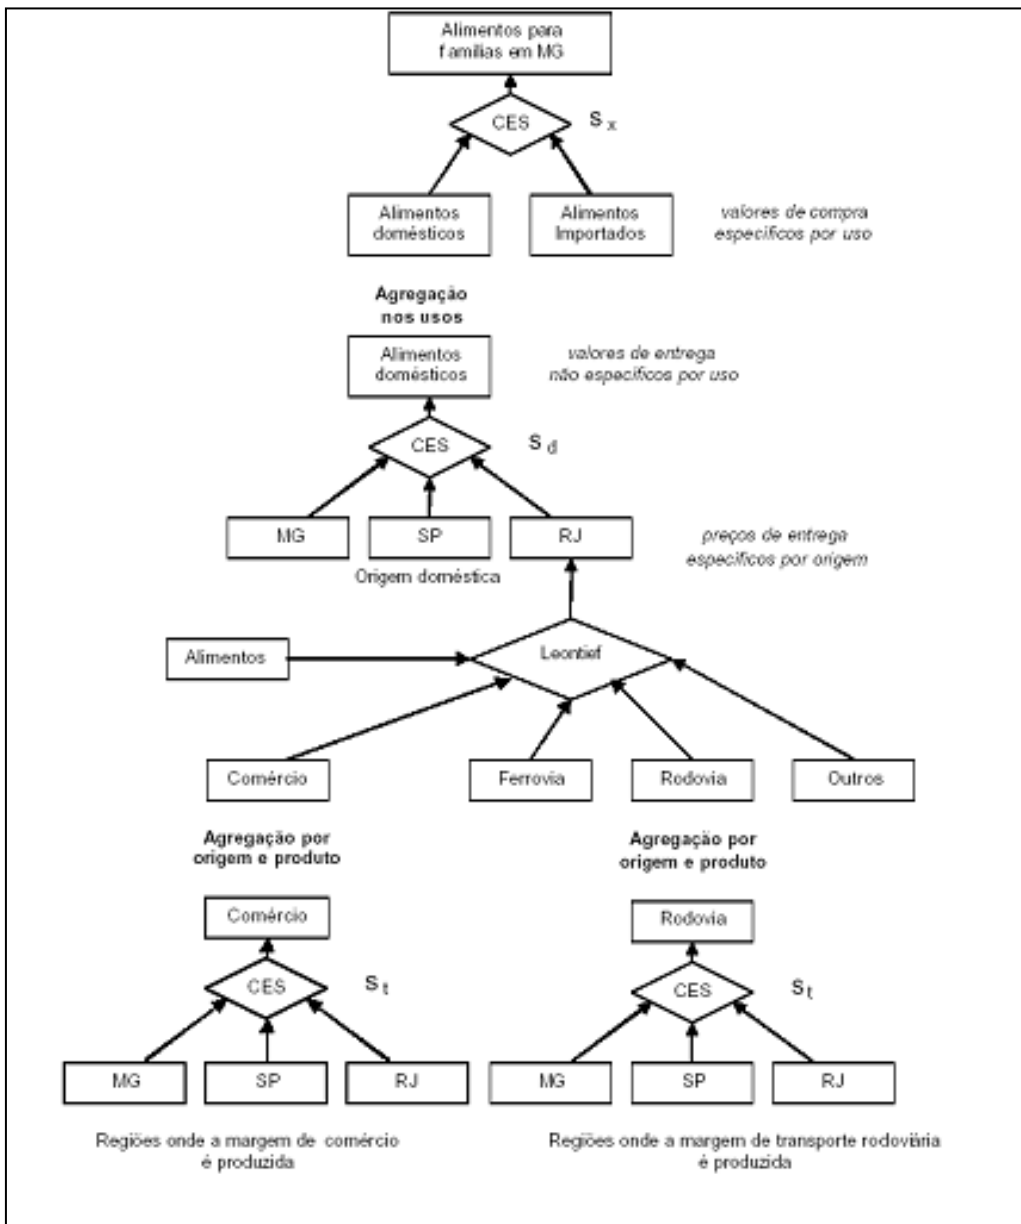 Alimentos para
famílias em MG
CES
S x
Alimentos
domésticos
Alimentos
Importados
valores de compra
específicos por uso
Agregação
nos usos
Alimentos
domésticos
valores de entrega
não específicos por uso
CES
S d
MG
SP
RJ
preços de entrega
específicos por origem
Origem doméstica
Alimentos
Leontief
Comércio
Ferrovia
Rodovia
Outros
Agregação por
origem e produto
Agregação por
origem e produto
Comércio
Rodovia
CES
S t
CES
S t
MG
SP
RJ
MG
SP
RJ
Regiões onde a margem de comércio
é produzida
Regiões onde a margem de transporte rodoviária
é produzida